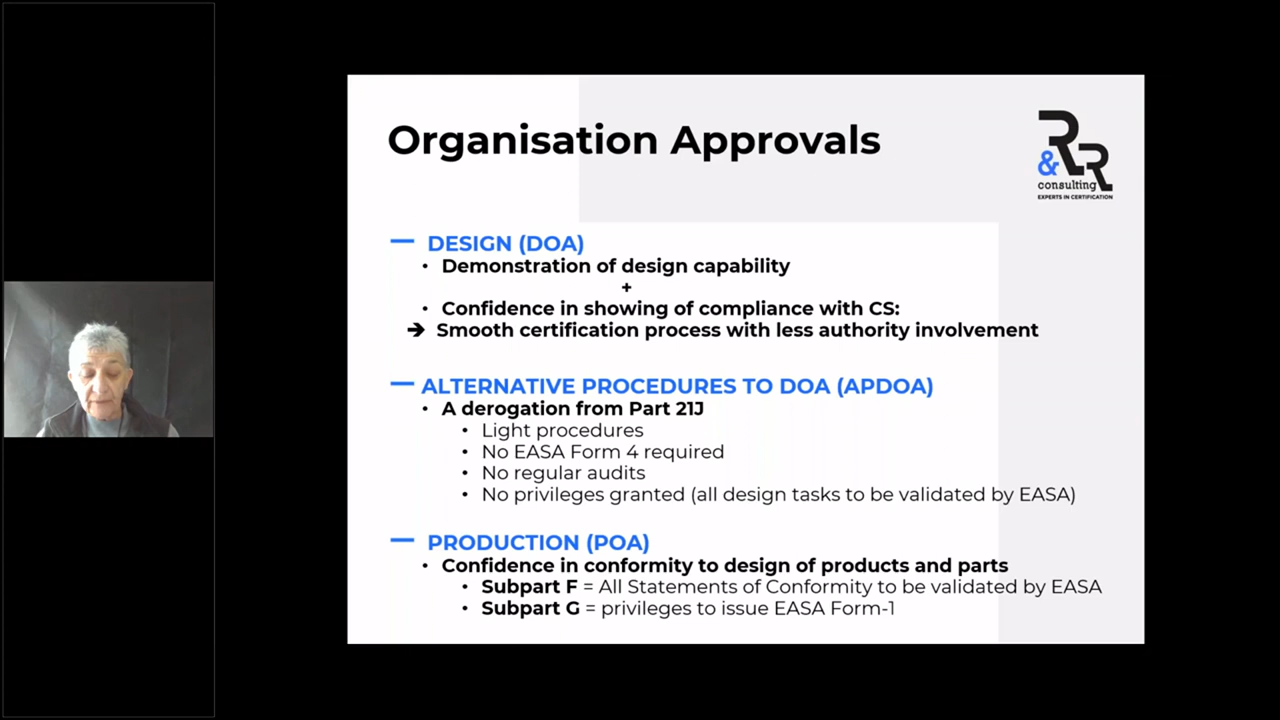 Organisation Approvals
R&R
consulting
EXPERTS IN CERTIFICATION
— DESIGN (DOA)
• Demonstration of design capability
+
• Confidence in showing of compliance with CS:
➔ Smooth certification process with less authority involvement
— ALTERNATIVE PROCEDURES TO DOA (APDOA)
• A derogation from Part 21J
• Light procedures
• No EASA Form 4 required
• No regular audits
• No privileges granted (all design tasks to be validated by EASA)
— PRODUCTION (POA)
• Confidence in conformity to design of products and parts
• Subpart F = All Statements of Conformity to be validated by EASA
• Subpart G = privileges to issue EASA Form-1